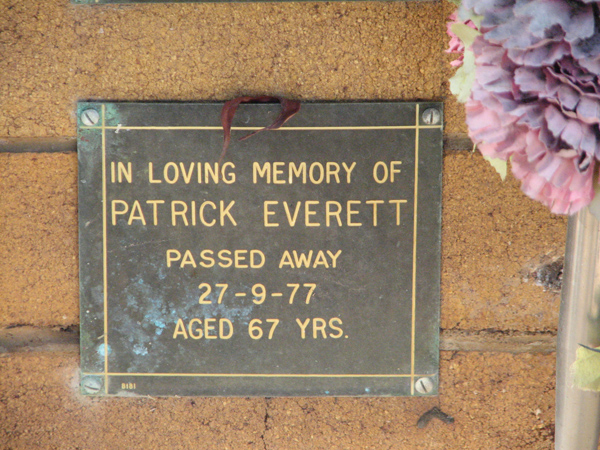 IN LOVING MEMORY OF
PATRICK EVERETT
PASSED AWAY
27-9-77
AGED 67 YRS.